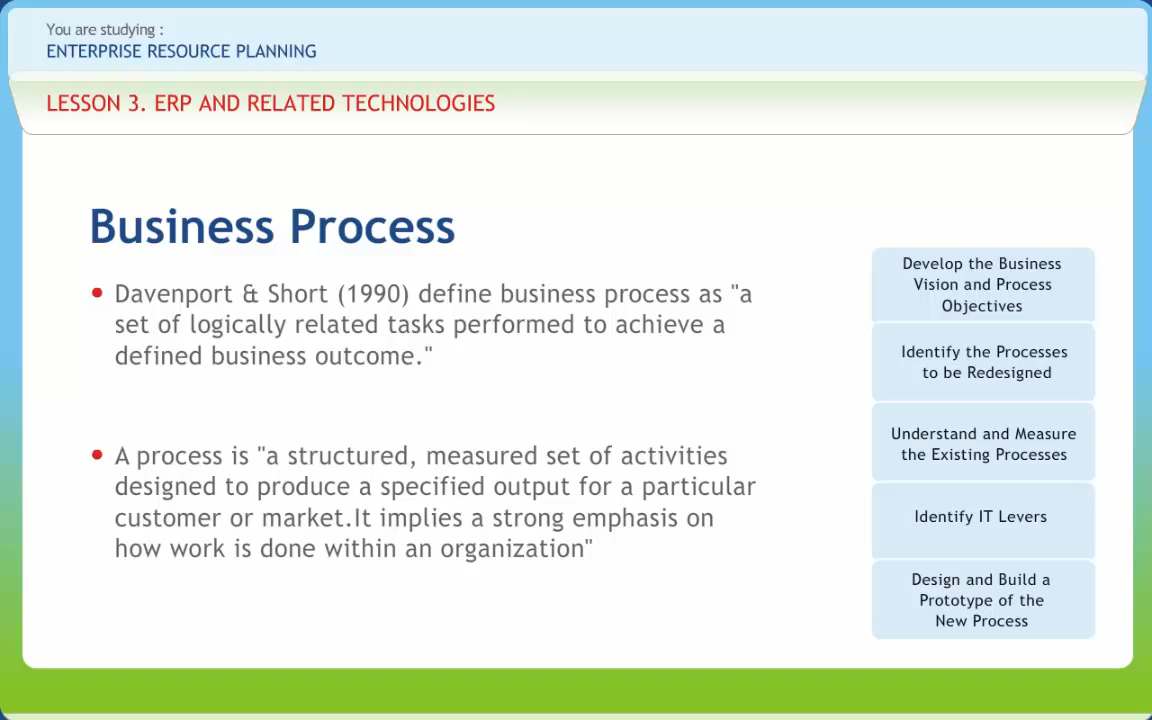 You are studying :
ENTERPRISE RESOURCE PLANNING
LESSON 3. ERP AND RELATED TECHNOLOGIES
Business Process
• Davenport & Short (1990) define business process as "a
set of logically related tasks performed to achieve a
defined business outcome."
• A process is "a structured, measured set of activities
designed to produce a specified output for a particular
customer or market.It implies a strong emphasis on
how work is done within an organization"
Develop the Business
Vision and Process
Objectives
Identify the Processes
to be Redesigned
Understand and Measure
the Existing Processes
Identify IT Levers
Design and Build a
Prototype of the
New Process